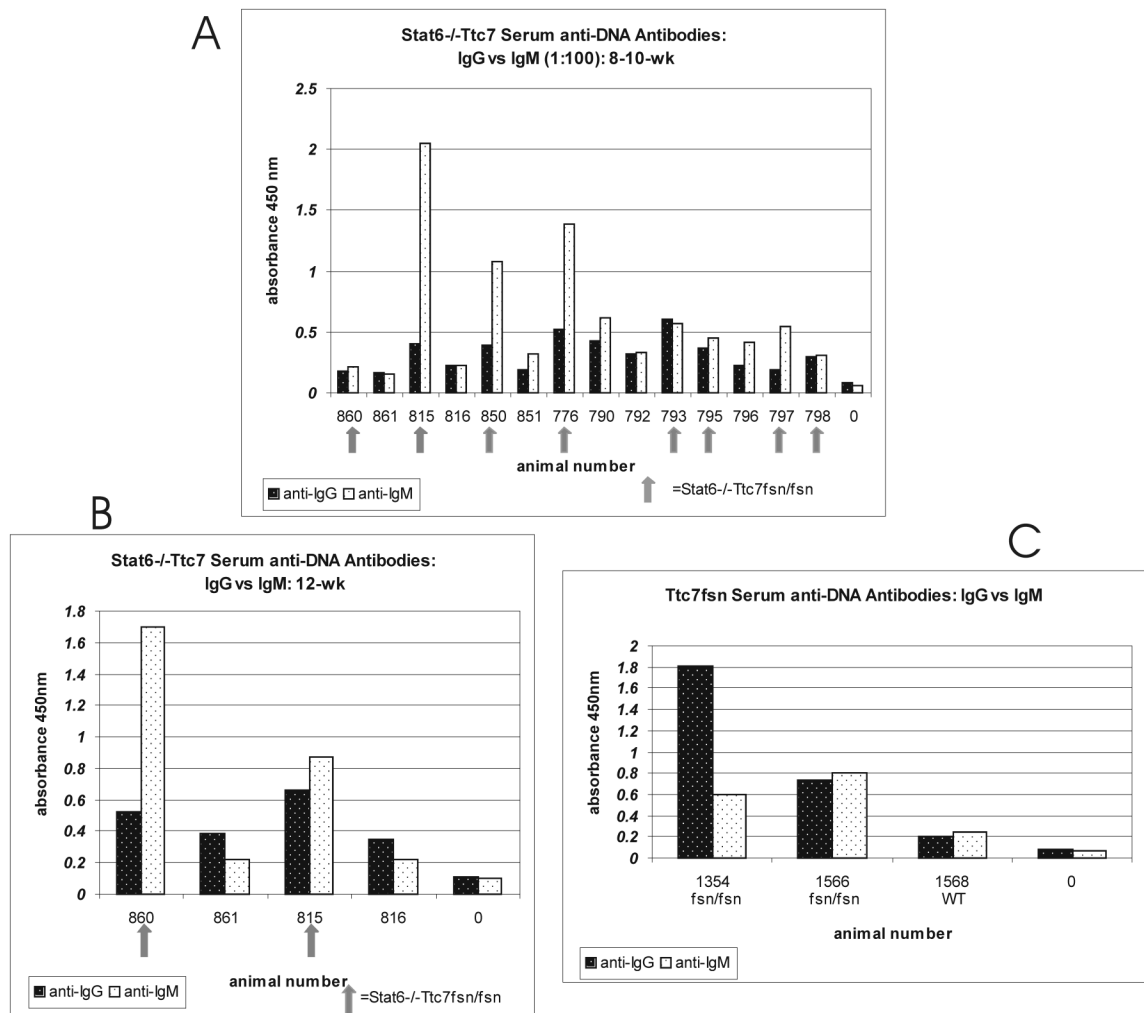 A
Stat6-/-Ttc7 Serum anti-DNA Antibodies:
IgG vs IgM (1:100): 8-10-wk
absorbance 450 nm
2.5
2
1.5
1
0.5
0
860 861 815 816 850 851 776 790 792 793 795 796 797 798 0
animal number
=Stat6-/-Ttc7fsn/fsn
anti-IgG anti-IgM
B
Stat6-/-Ttc7 Serum anti-DNA Antibodies:
IgG vs IgM: 12-wk
absorbance 450nm
1.8
1.6
1.4
1.2
1
0.8
0.6
0.4
0.2
0
860 861 815 816 0
animal number
anti-IgG anti-IgM
=Stat6-/-Ttc7fsn/fsn
C
Ttc7fsn Serum anti-DNA Antibodies: IgG vs IgM
absorbance 450nm
2
1.8
1.6
1.4
1.2
1
0.8
0.6
0.4
0.2
0
1354 1566 1568 0
fsn/fsn fsn/fsn WT
animal number
anti-IgG anti-IgM